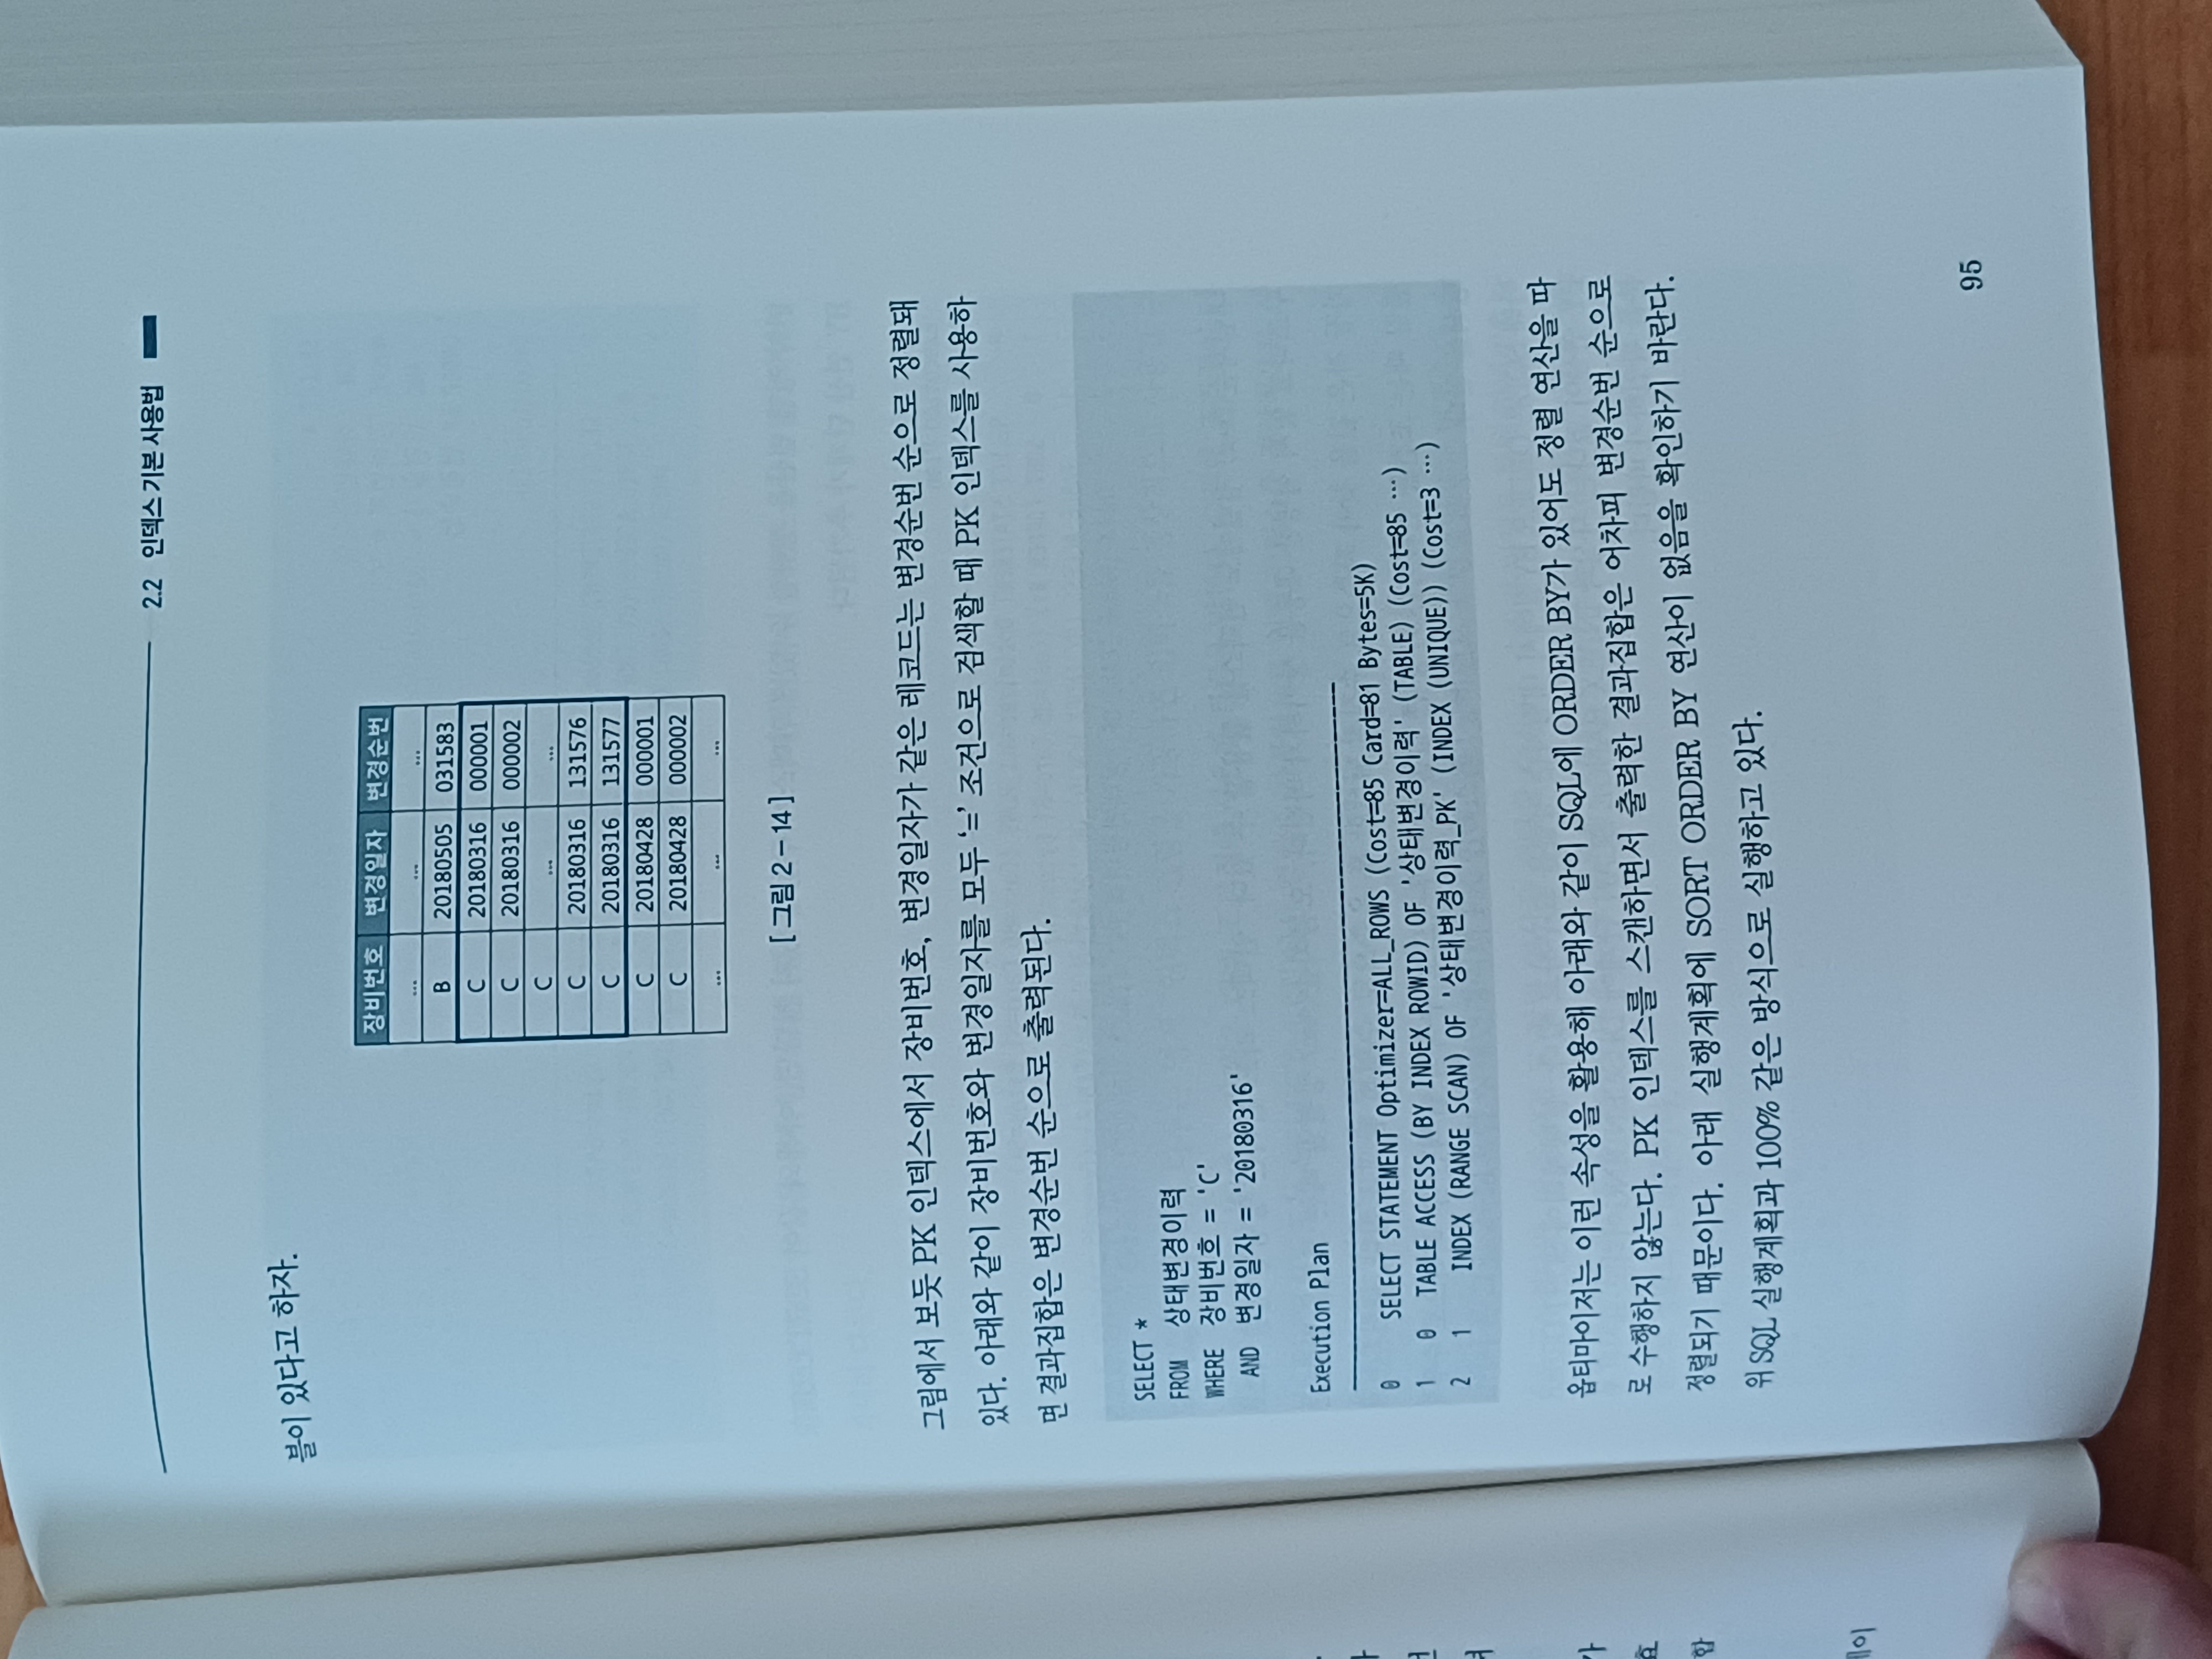 2.2 인덱스 기본 사용법
블이 있다고 하자.
장비번호 변경일자 변경순번
... ... ...
B 20180505 031583
C 20180316 000001
C 20180316 000002
C ... ...
C 20180316 131576
C 20180316 131577
C 20180428 000001
C 20180428 000002
... ... ...
[ 그림 2 - 14 ]
그림에서 보듯 PK 인덱스에서 장비번호, 변경일자가 같은 레코드는 변경순번 순으로 정렬돼
있다. 아래와 같이 장비번호와 변경일자를 모두 ‘=’ 조건으로 검색할 때 PK 인덱스를 사용하
면 결과집합은 변경순번 순으로 출력된다.
SELECT *
FROM 상태변경이력
WHERE 장비번호 = 'C'
AND 변경일자 = '20180316'
Execution Plan
0 SELECT STATEMENT Optimizer=ALL_ROWS (Cost=85 Card=81 Bytes=5K)
1 0 TABLE ACCESS (BY INDEX ROWID) OF '상태변경이력' (TABLE) (Cost=85 …)
2 1 INDEX (RANGE SCAN) OF '상태변경이력_PK' (INDEX (UNIQUE)) (Cost=3 …)
옵티마이저는 이런 속성을 활용해 아래와 같이 SQL에 ORDER BY가 있어도 정렬 연산을 따
로 수행하지 않는다. PK 인덱스를 스캔하면서 출력한 결과집합은 어차피 변경순번 순으로
정렬되기 때문이다. 아래 실행계획에 SORT ORDER BY 연산이 없음을 확인하기 바란다.
위 SQL 실행계획과 100% 같은 방식으로 실행하고 있다.
95